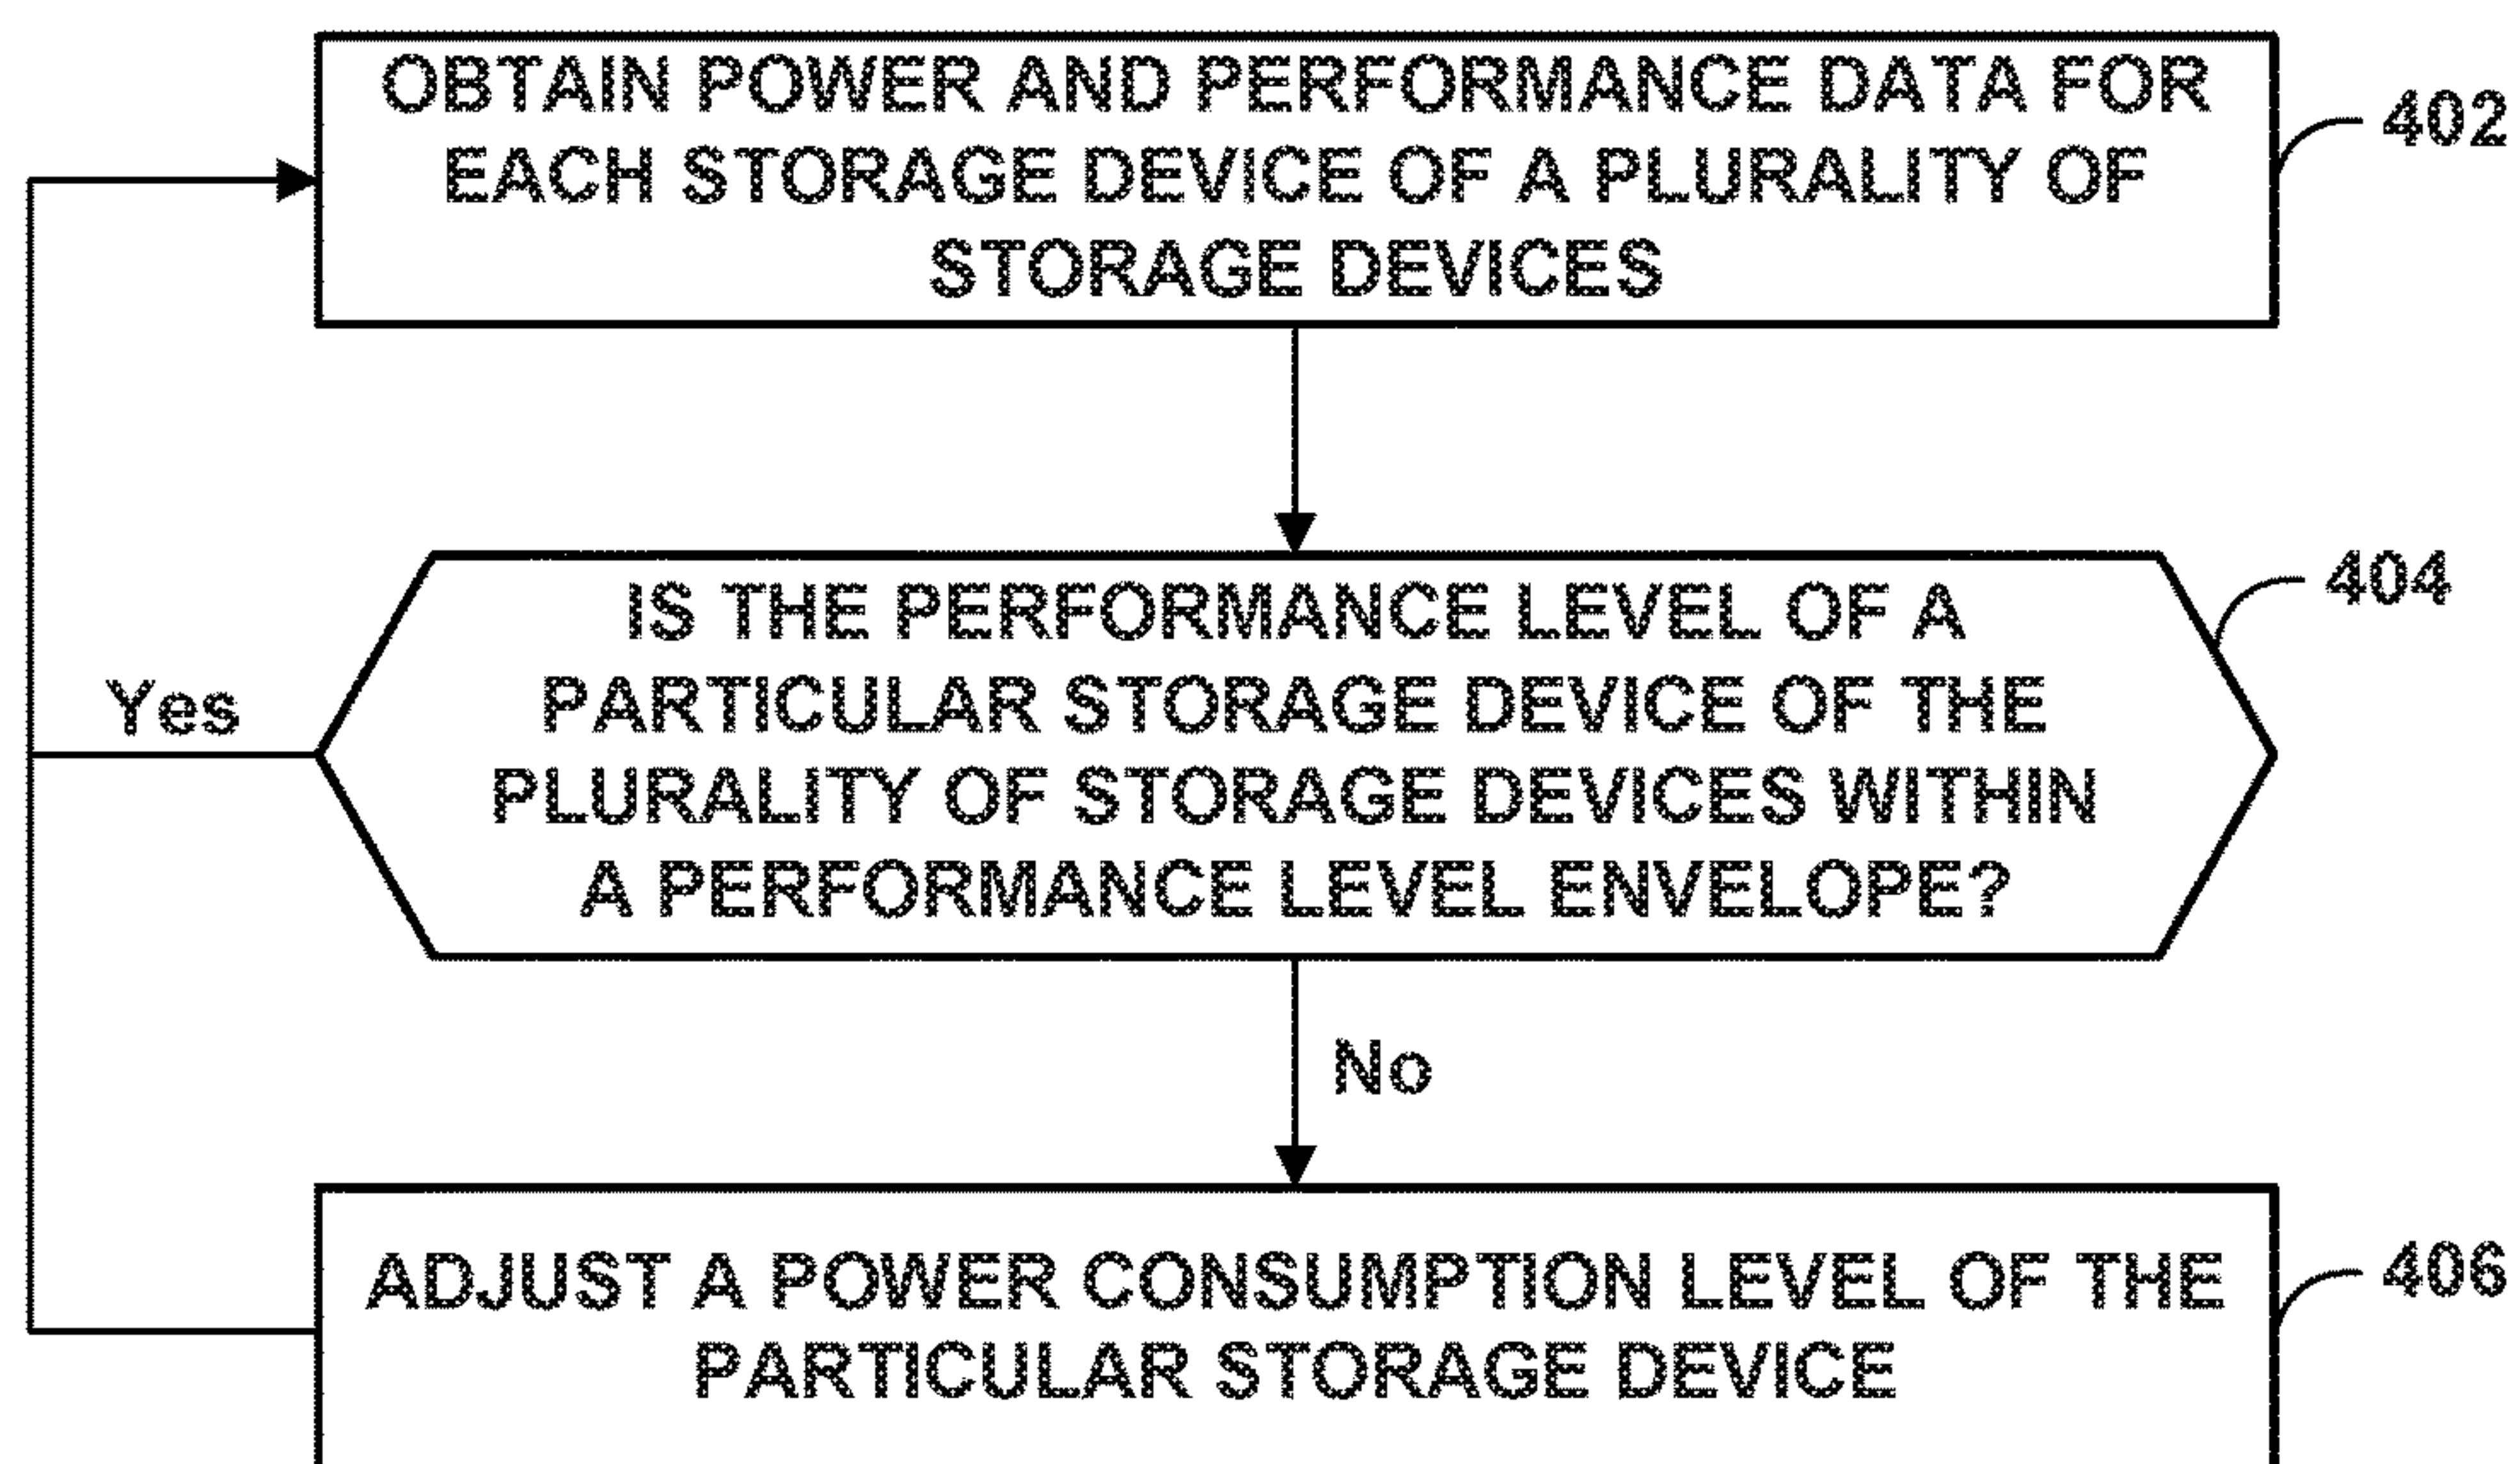 OBTAIN POWER AND PERFORMANCE DATA FOR
EACH STORAGE DEVICE OF A PLURALITY OF
STORAGE DEVICES
402
IS THE PERFORMANCE LEVEL OF A
PARTICULAR STORAGE DEVICE OF THE
PLURALITY OF STORAGE DEVICES WITHIN
A PERFORMANCE LEVEL ENVELOPE?
404
Yes
No
ADJUST A POWER CONSUMPTION LEVEL OF THE
PARTICULAR STORAGE DEVICE
406